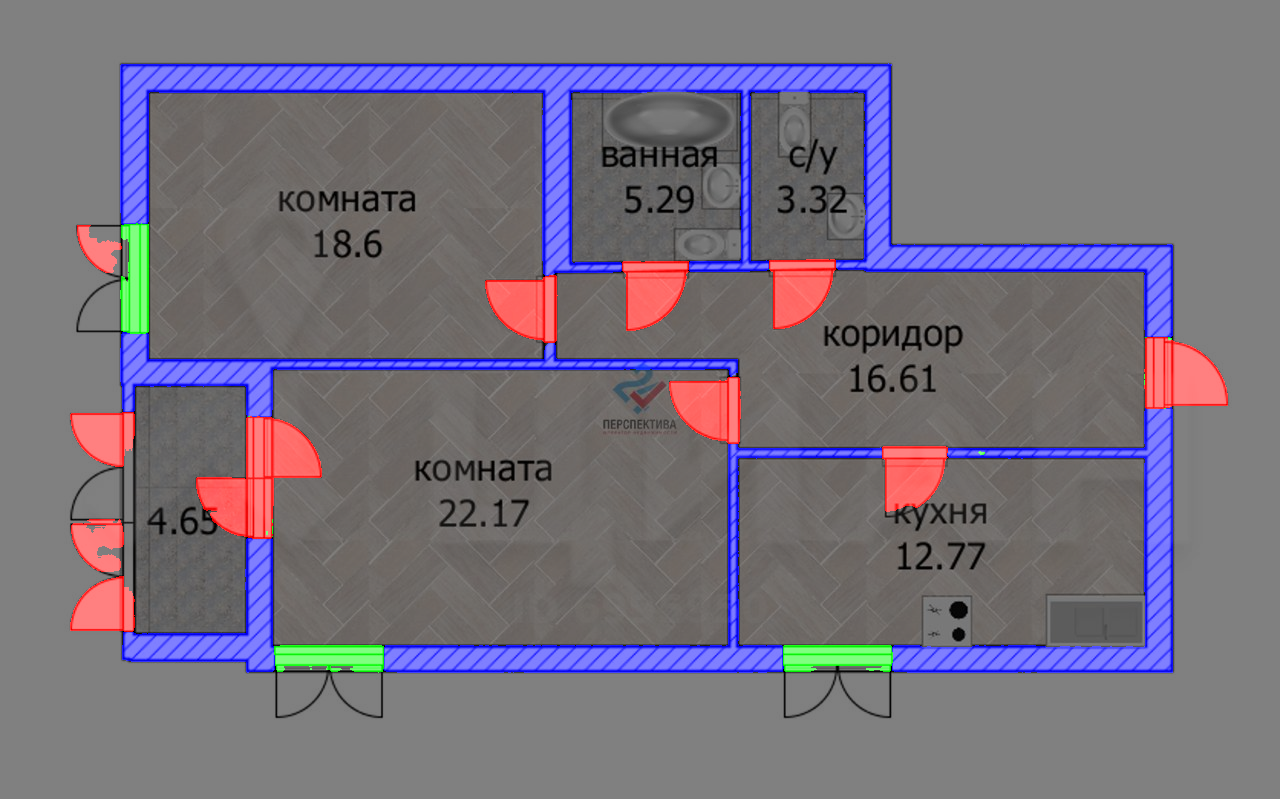 ванная
5.29
с/у
3.32
комната
18.6
коридор
16.61
ПЕРСПЕКТИВА
комната
22.17
4.65
кухня
12.77